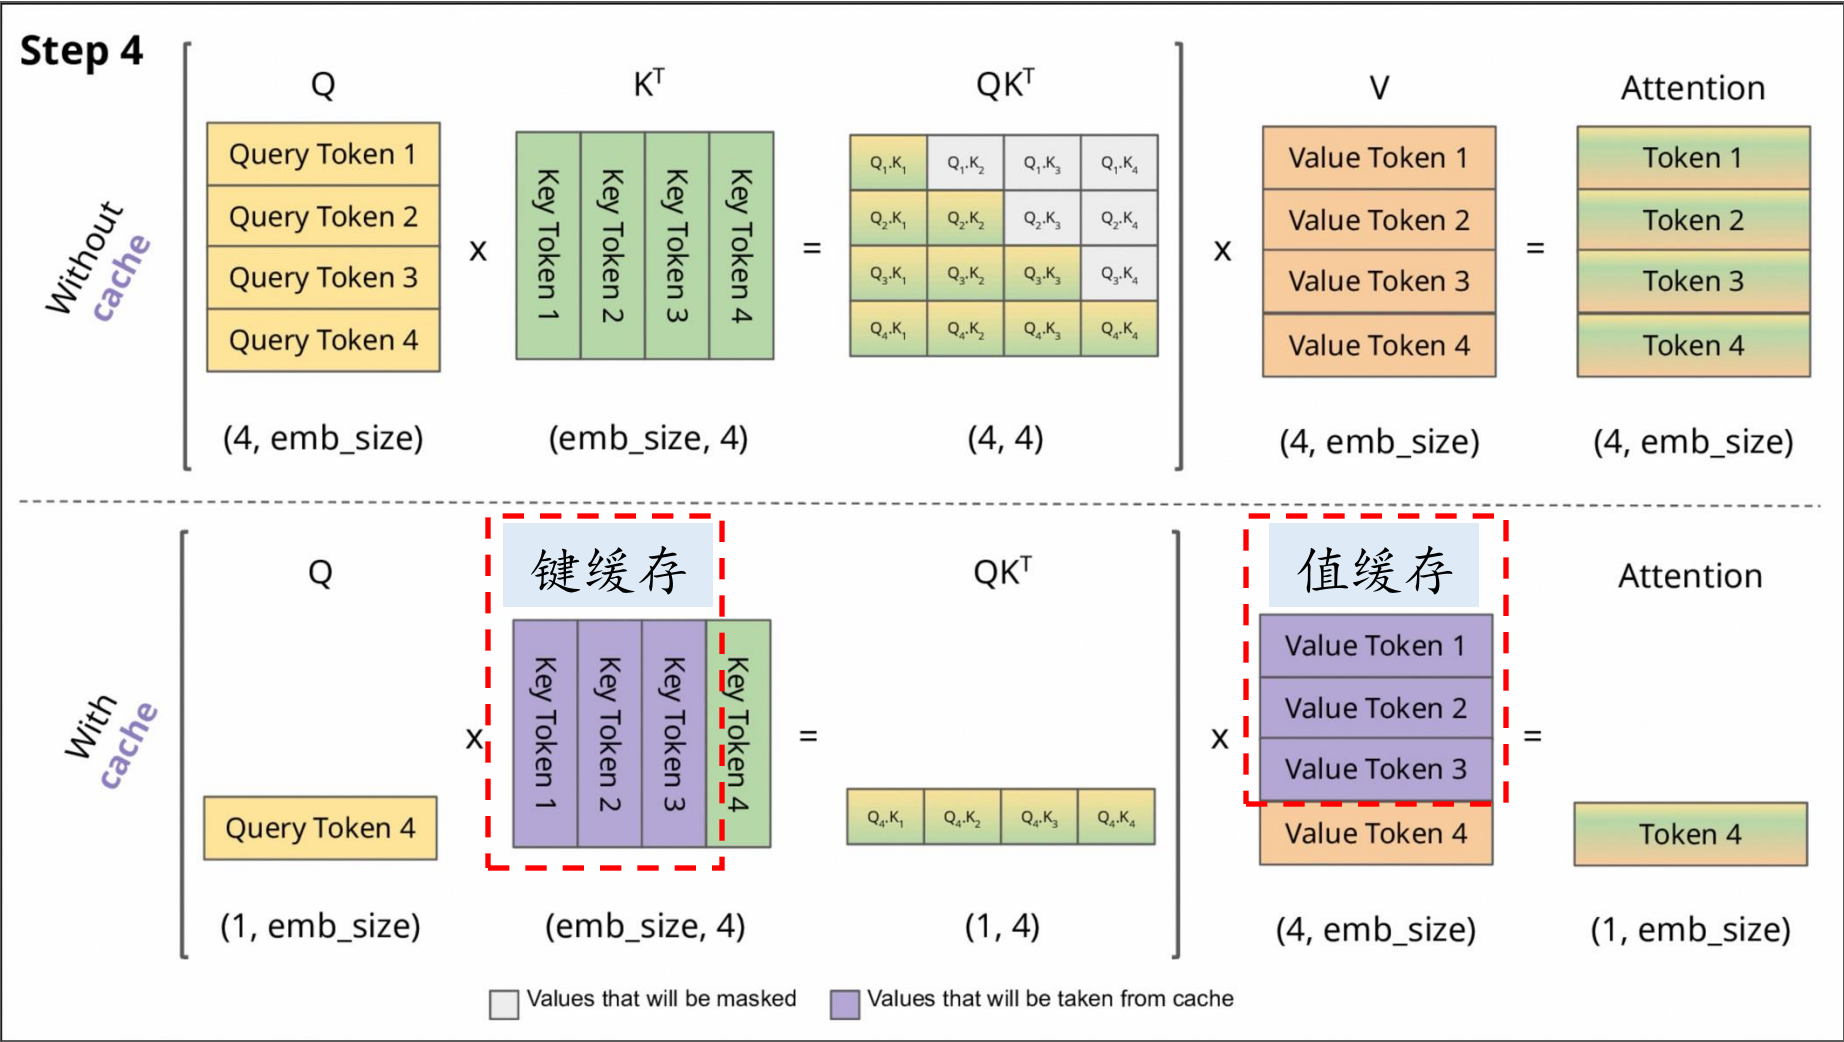 Step 4
Without
cache
Q
K^T
QK^T
V
Attention
Query Token 1
Query Token 2
Query Token 3
Query Token 4
x
Key Token 1
Key Token 2
Key Token 3
Key Token 4
=
Q₁.K₁ Q₁.K₂ Q₁.K₃ Q₁.K₄
Q₂.K₁ Q₂.K₂ Q₂.K₃ Q₂.K₄
Q₃.K₁ Q₃.K₂ Q₃.K₃ Q₃.K₄
Q₄.K₁ Q₄.K₂ Q₄.K₃ Q₄.K₄
x
Value Token 1
Value Token 2
Value Token 3
Value Token 4
=
Token 1
Token 2
Token 3
Token 4
(4, emb_size)
(emb_size, 4)
(4, 4)
(4, emb_size)
(4, emb_size)
With
cache
Q
键缓存
QK^T
值缓存
Attention
Query Token 4
x
Key Token 1
Key Token 2
Key Token 3
Key Token 4
=
Q₄.K₁ Q₄.K₂ Q₄.K₃ Q₄.K₄
x
Value Token 1
Value Token 2
Value Token 3
Value Token 4
=
Token 4
(1, emb_size)
(emb_size, 4)
(1, 4)
(4, emb_size)
(1, emb_size)
Values that will be masked
Values that will be taken from cache